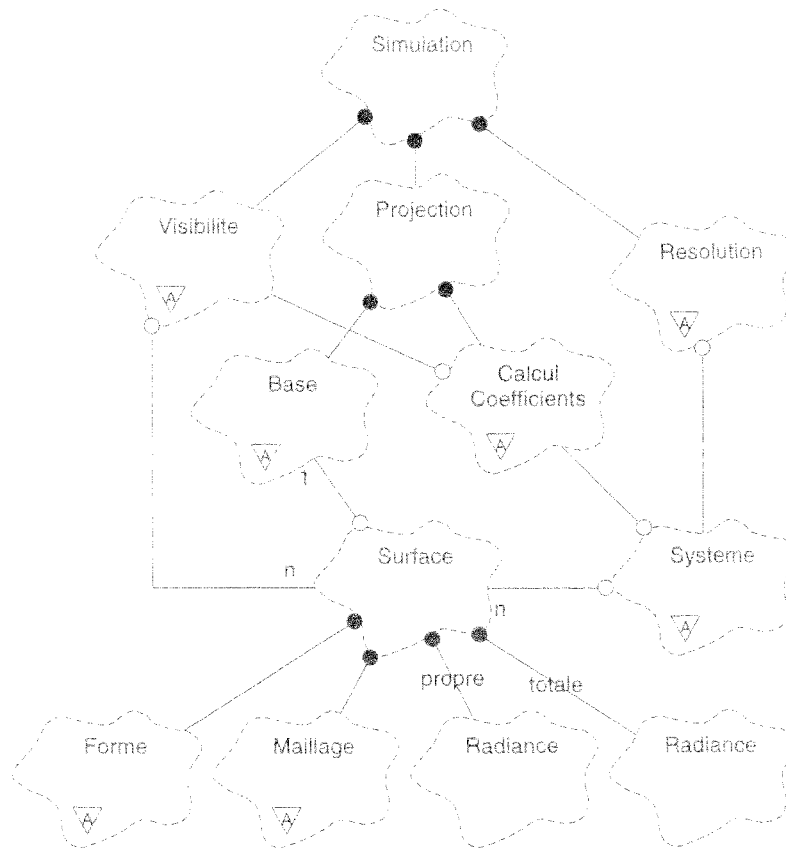 Simulation
Visibilite
A
Projection
Resolution
A
Base
A
1
Calcul
Coefficients
A
n
Surface
n
Systeme
A
propre
totale
Forme
A
Maillage
A
Radiance
Radiance